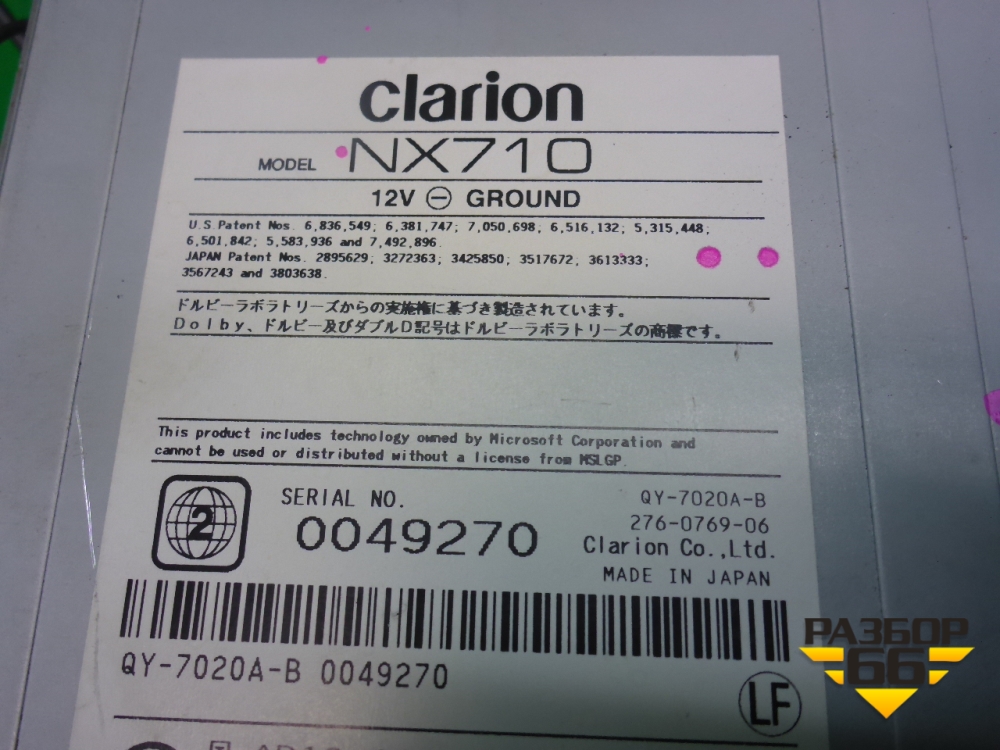 clarion
MODEL NX710
12V ⊖ GROUND
U.S.Patent Nos. 6,836,549; 6,381,747; 7,050,698; 6,516,132; 5,315,448;
6,501,842; 5,583,936 and 7,492,896.
JAPAN Patent Nos. 2895629; 3272363; 3425850; 3517672; 3613333;
3567243 and 3803638.
ドルビーラボラトリーズからの実施権に基づき製造されています。
Dolby、ドルビー及びダブルD記号はドルビーラボラトリーズの商標です。
This product includes technology owned by Microsoft Corporation and
cannot be used or distributed without a license from MSLGP.
2
SERIAL NO.
0049270
QY-7020A-B
276-0769-06
Clarion Co.,Ltd.
MADE IN JAPAN
QY-7020A-B 0049270
LF
РАЗБОР
66